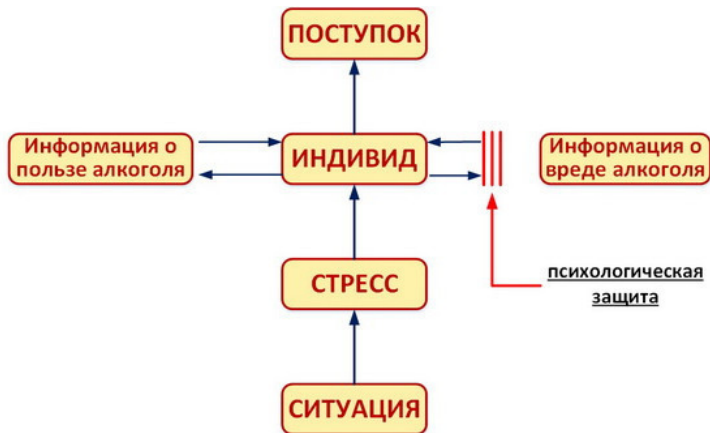 ПОСТУПОК
Информация о
пользе алкоголя
ИНДИВИД
Информация о
вреде алкоголя
СТРЕСС
психологическая
защита
СИТУАЦИЯ